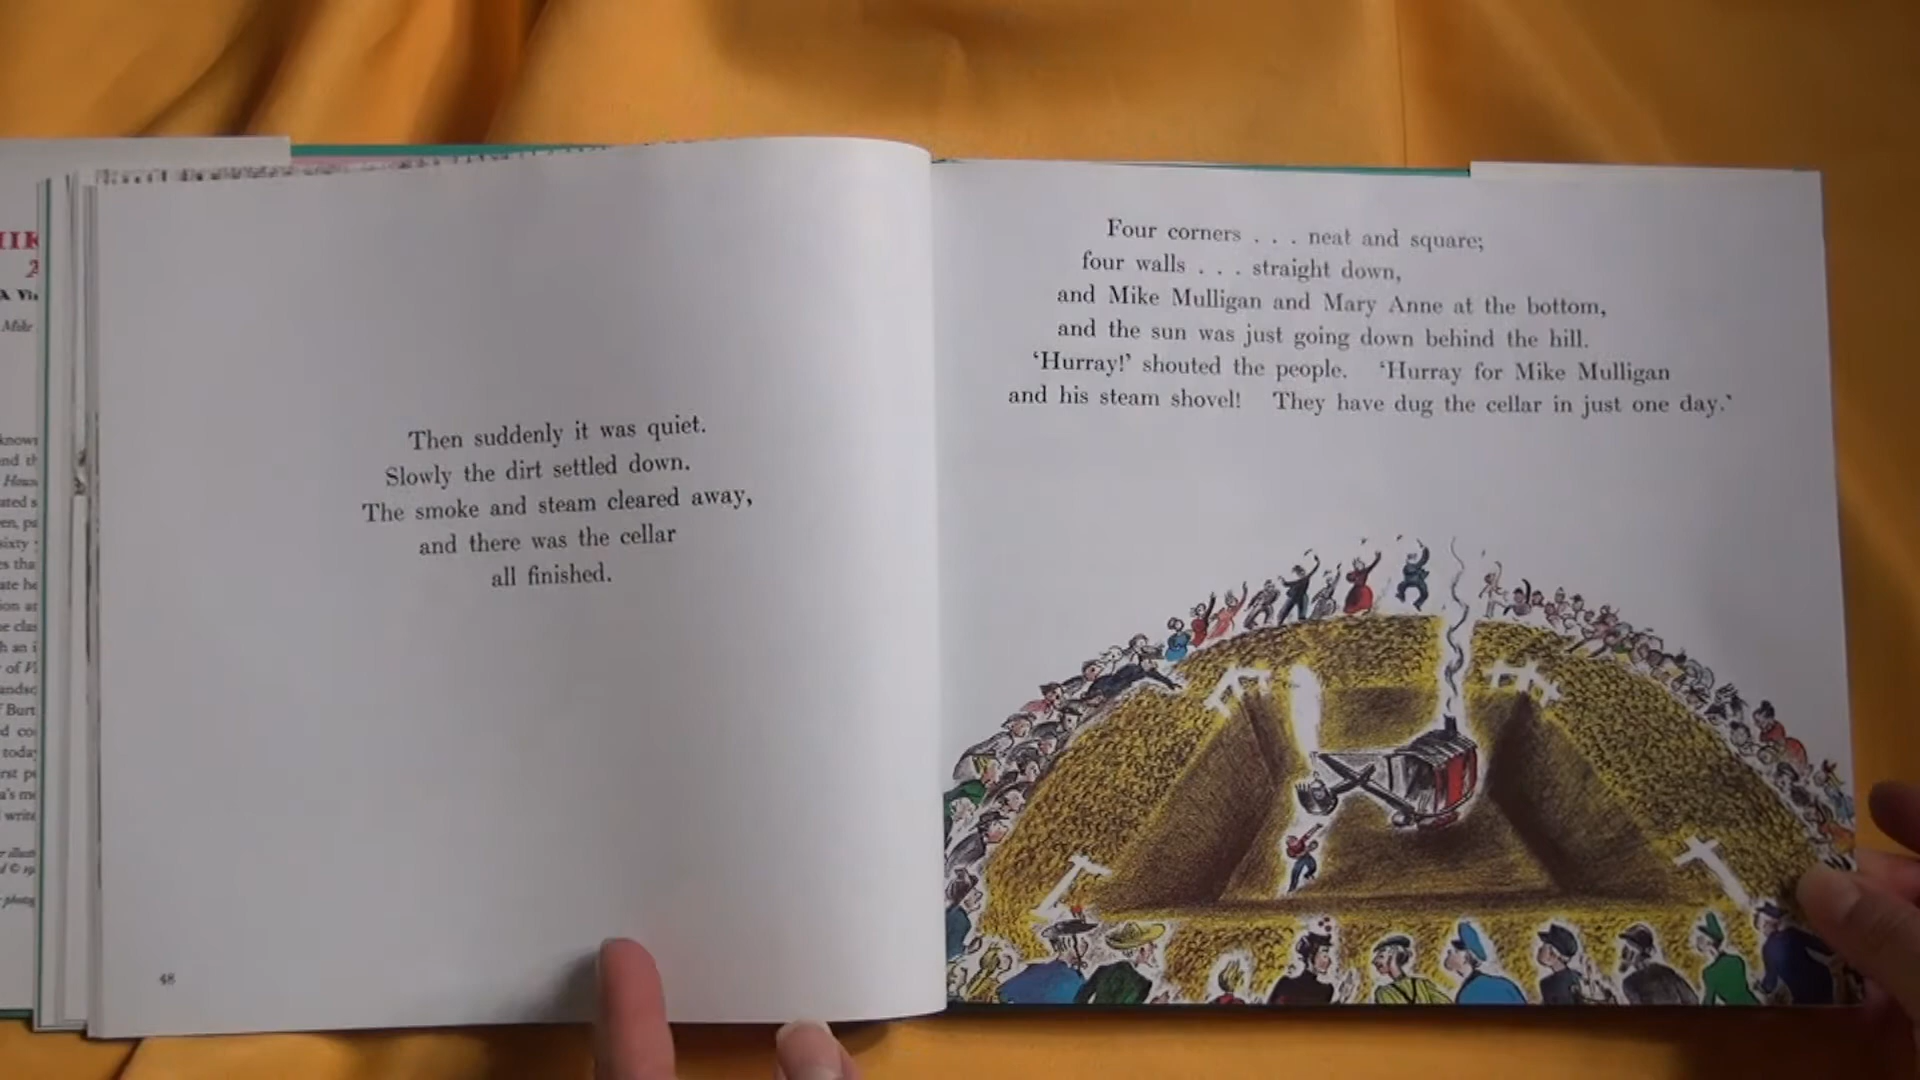 Then suddenly it was quiet.
Slowly the dirt settled down.
The smoke and steam cleared away,
and there was the cellar
all finished.
48
Four corners . . . neat and square;
four walls . . . straight down,
and Mike Mulligan and Mary Anne at the bottom,
and the sun was just going down behind the hill.
‘Hurray!’ shouted the people. ‘Hurray for Mike Mulligan
and his steam shovel! They have dug the cellar in just one day.’